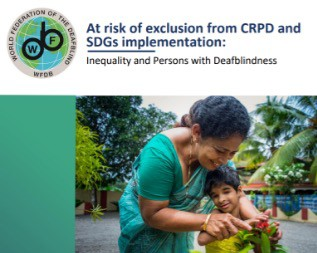 WORLD FEDERATION OF THE DEAFBLIND
WFDB
At risk of exclusion from CRPD and
SDGs implementation:
Inequality and Persons with Deafblindness